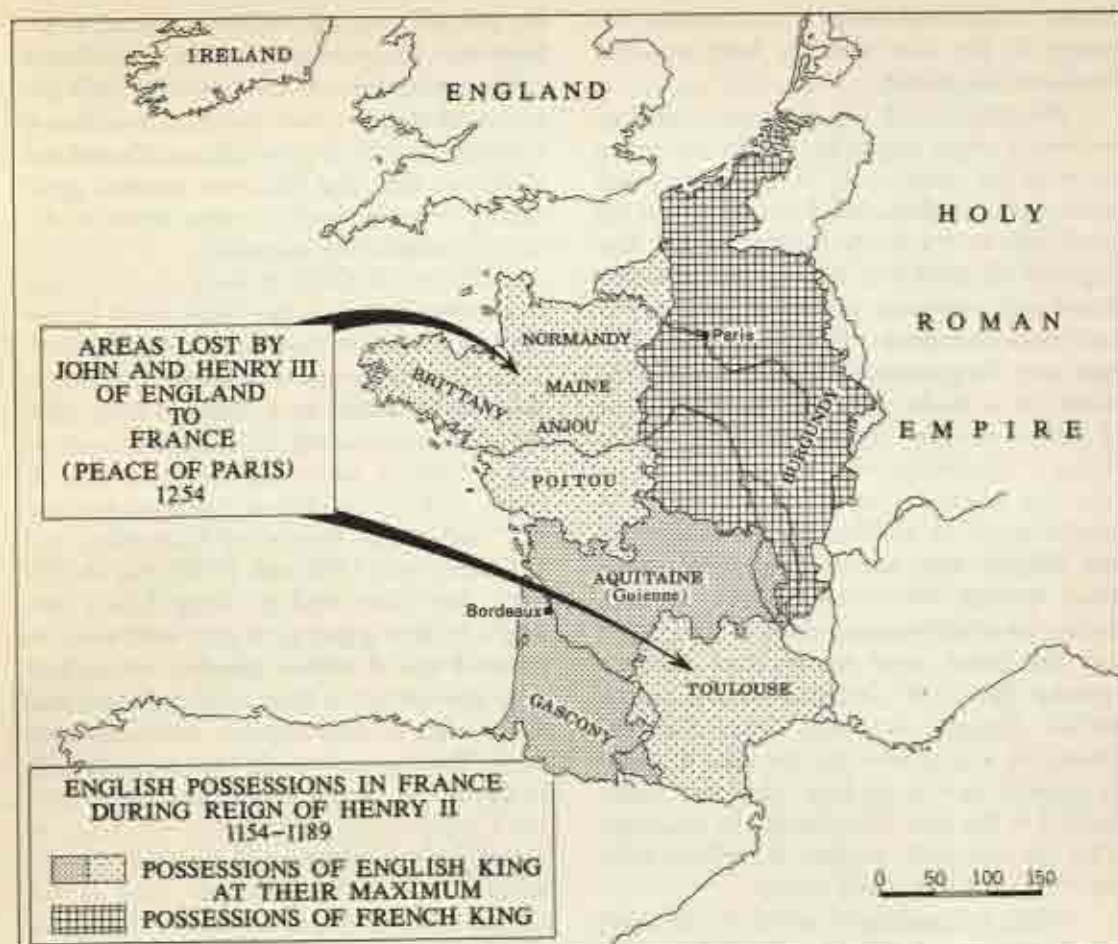 IRELAND
ENGLAND
HOLY
ROMAN
EMPIRE
AREAS LOST BY
JOHN AND HENRY III
OF ENGLAND
TO
FRANCE
(PEACE OF PARIS)
1254
NORMANDY
Paris
BRITTANY
MAINE
ANJOU
BURGUNDY
POITOU
AQUITAINE
(Guienne)
Bordeaux
TOULOUSE
GASCONY
ENGLISH POSSESSIONS IN FRANCE
DURING REIGN OF HENRY II
1154-1189
POSSESSIONS OF ENGLISH KING
AT THEIR MAXIMUM
POSSESSIONS OF FRENCH KING
0 50 100 150